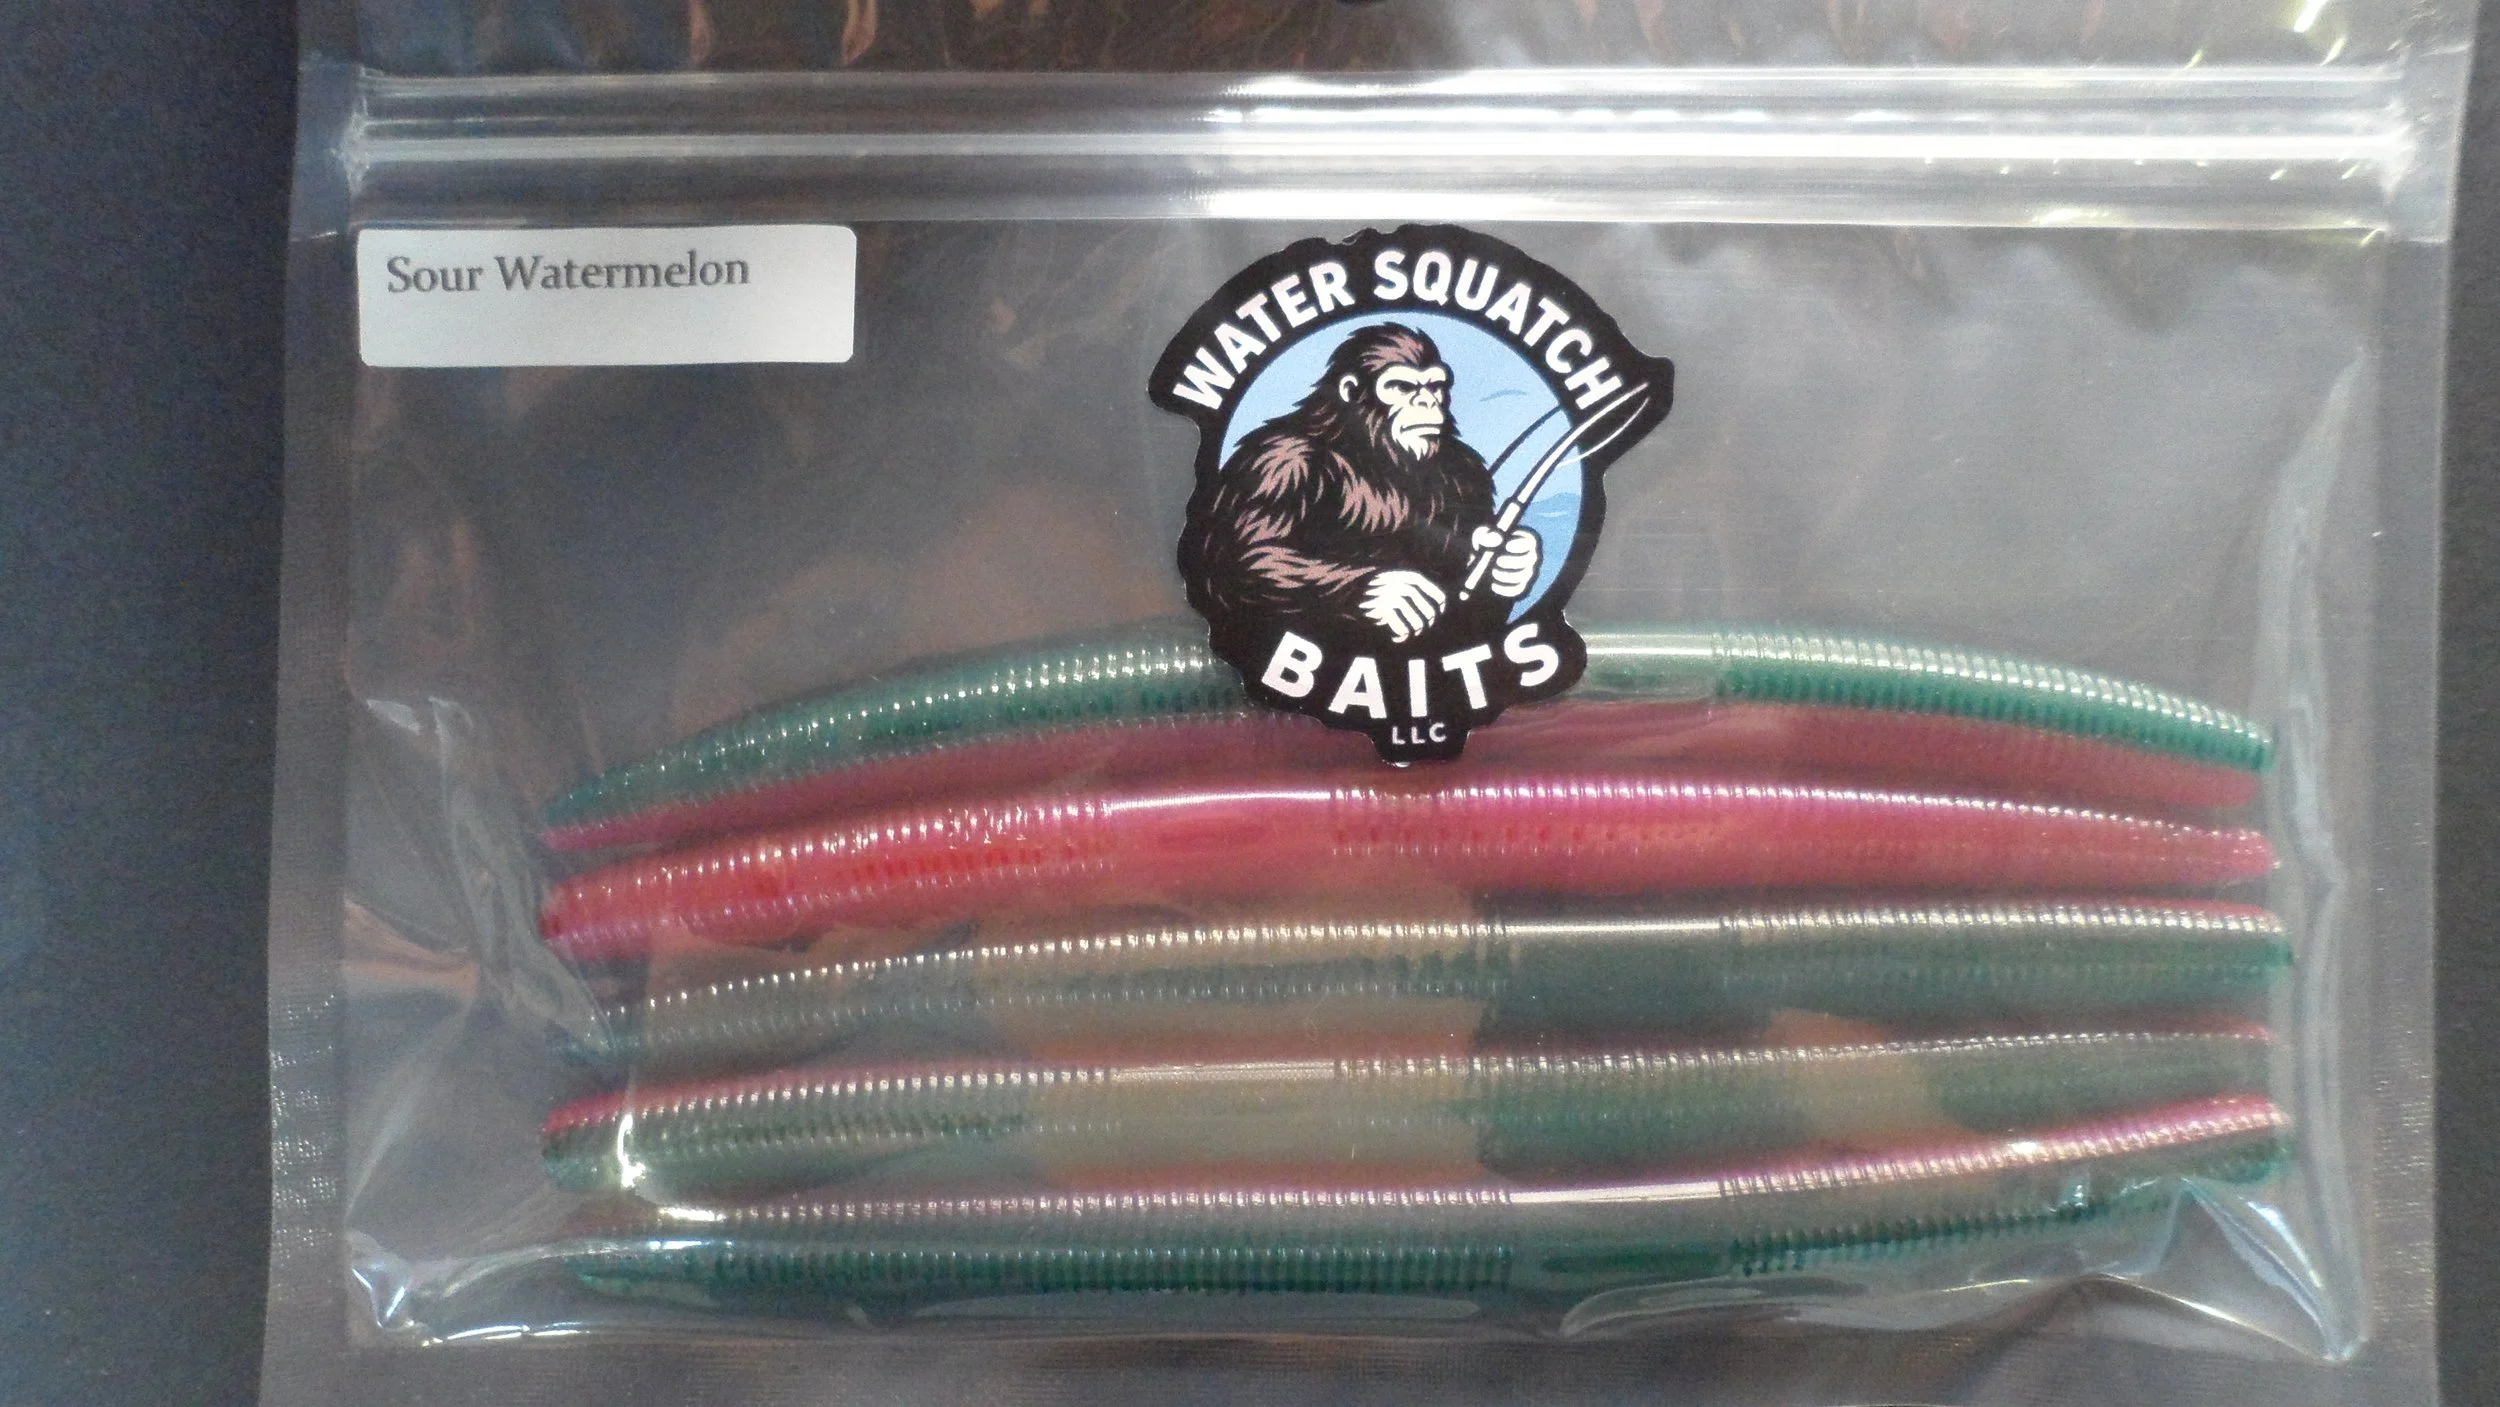 Sour Watermelon
WATER SQUATCH
BAITS
LLC